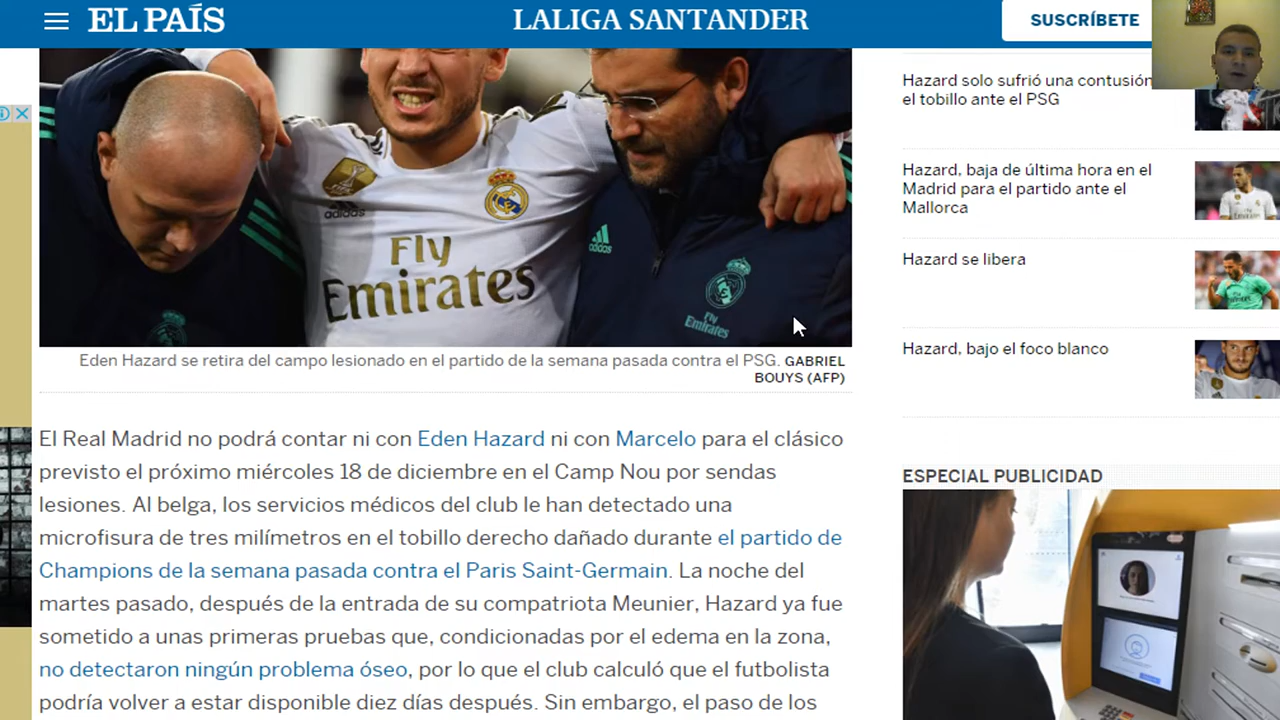 EL PAÍS
LALIGA SANTANDER
SUSCRÍBETE
adidas
Fly
Emirates
adidas
Fly
Emirates
Eden Hazard se retira del campo lesionado en el partido de la semana pasada contra el PSG. GABRIEL
BOUYS (AFP)
El Real Madrid no podrá contar ni con Eden Hazard ni con Marcelo para el clásico
previsto el próximo miércoles 18 de diciembre en el Camp Nou por sendas
lesiones. Al belga, los servicios médicos del club le han detectado una
microfisura de tres milímetros en el tobillo derecho dañado durante el partido de
Champions de la semana pasada contra el Paris Saint-Germain. La noche del
martes pasado, después de la entrada de su compatriota Meunier, Hazard ya fue
sometido a unas primeras pruebas que, condicionadas por el edema en la zona,
no detectaron ningún problema óseo, por lo que el club calculó que el futbolista
podría volver a estar disponible diez días después. Sin embargo, el paso de los
Hazard solo sufrió una contusión
el tobillo ante el PSG
Hazard, baja de última hora en el
Madrid para el partido ante el
Mallorca
Hazard se libera
Hazard, bajo el foco blanco
ESPECIAL PUBLICIDAD